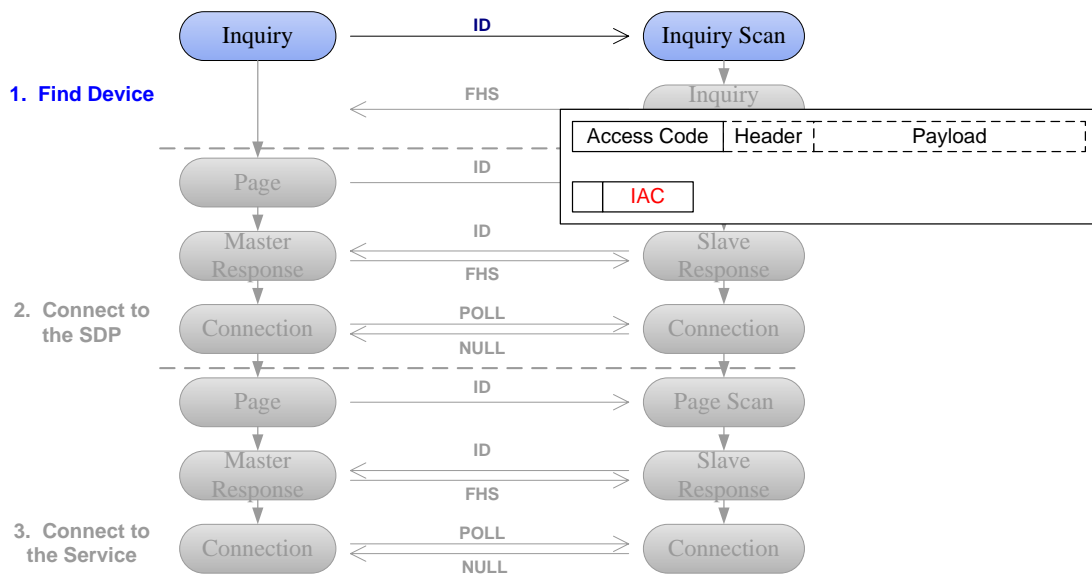 Inquiry
ID
Inquiry Scan
1. Find Device
FHS
Inquiry
Access Code Header Payload
Page
ID
IAC
Master
Response
ID
FHS
Slave
Response
2. Connect to
the SDP
Connection
POLL
NULL
Connection
Page
ID
Page Scan
Master
Response
ID
FHS
Slave
Response
3. Connect to
the Service
Connection
POLL
NULL
Connection